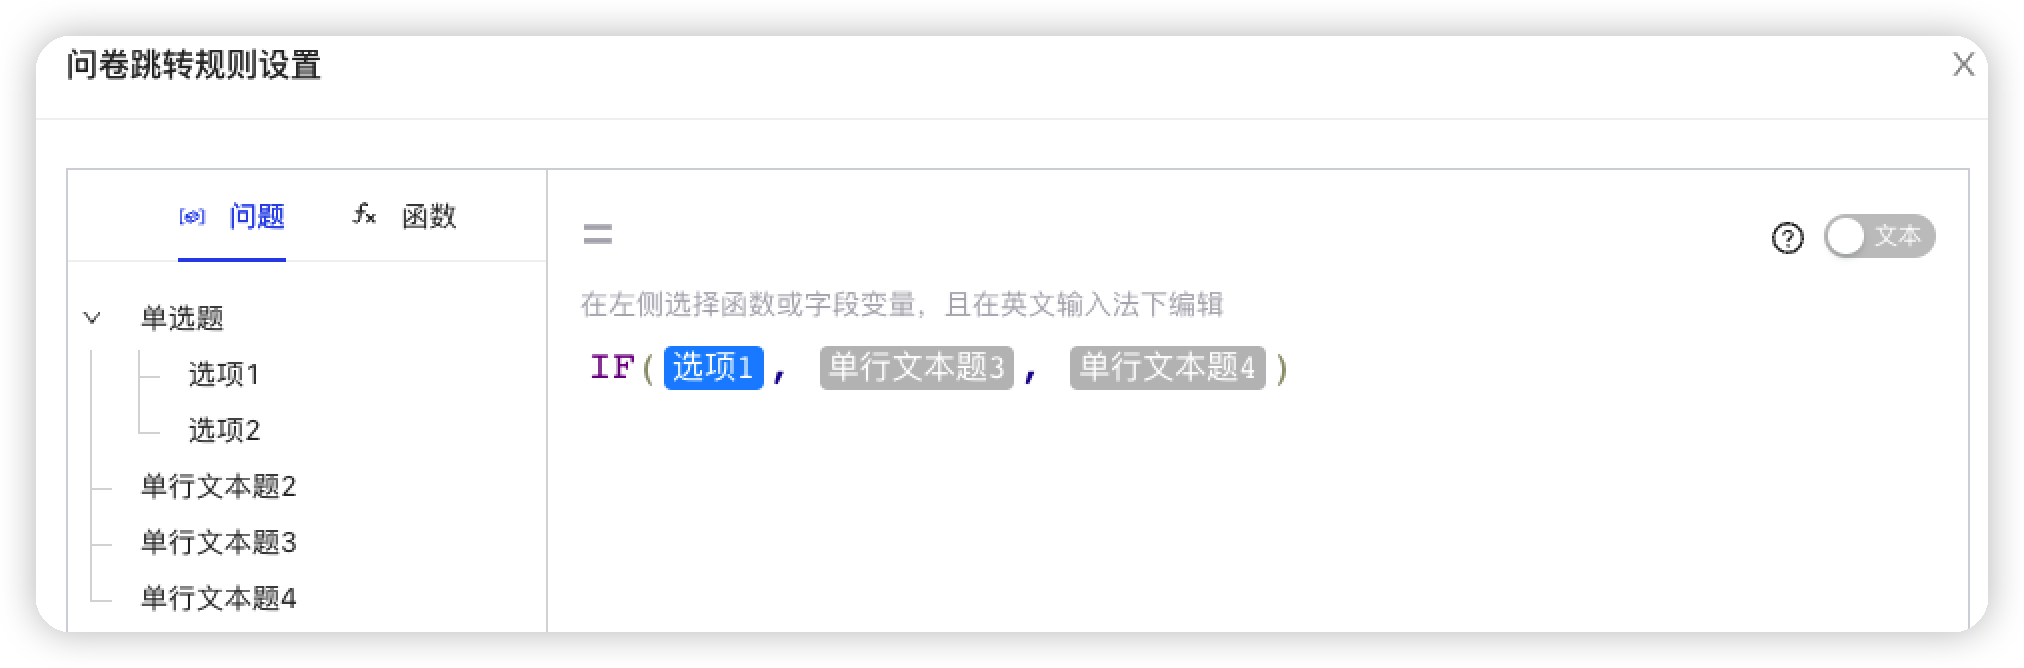 问卷跳转规则设置
X
问题 fx 函数
文本
在左侧选择函数或字段变量，且在英文输入法下编辑
IF(选项1, 单行文本题3, 单行文本题4)
单选题
选项1
选项2
单行文本题2
单行文本题3
单行文本题4